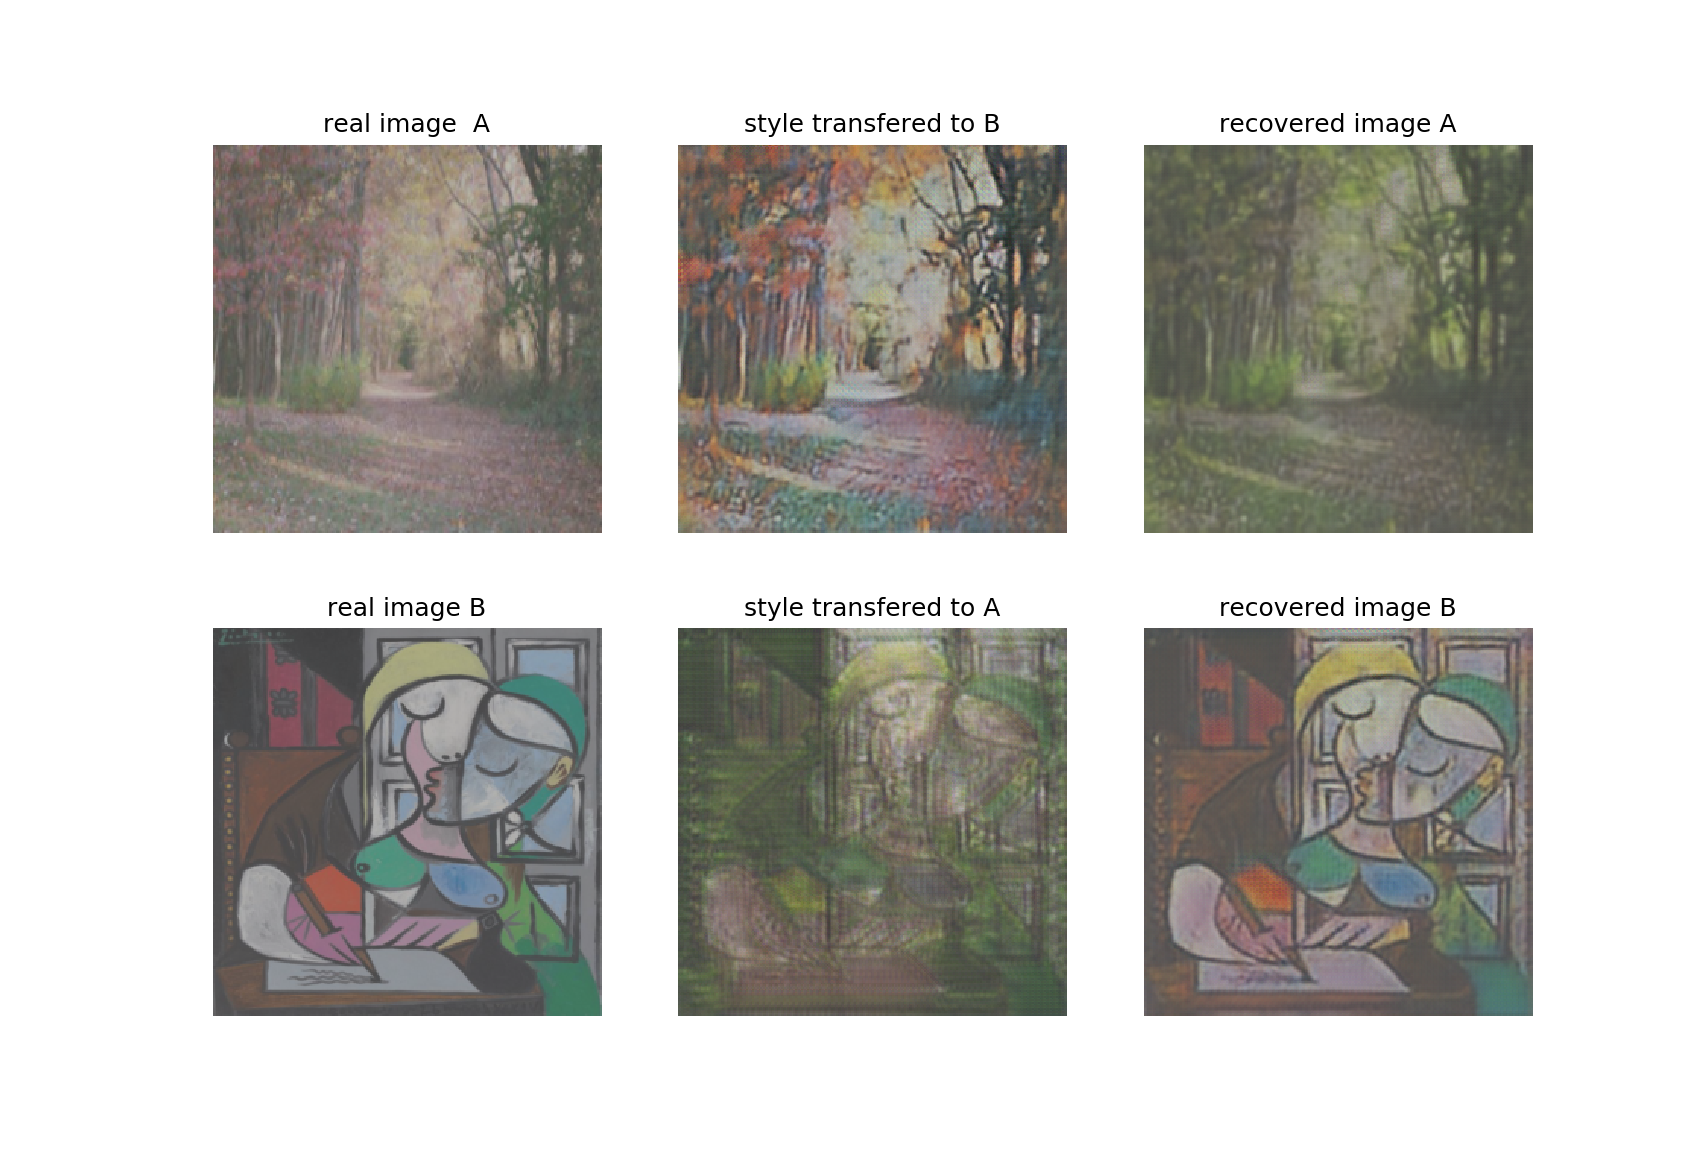 real image  A
style transfered to B
recovered image A
real image B
style transfered to A
recovered image B